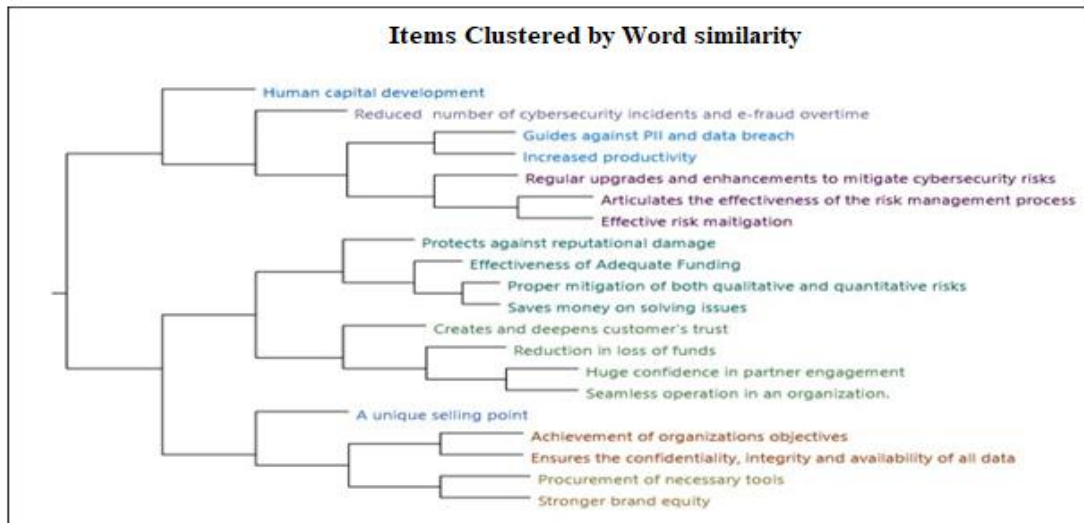 Items Clustered by Word similarity
Human capital development
Reduced number of cybersecurity incidents and e-fraud overtime
Guides against PII and data breach
Increased productivity
Regular upgrades and enhancements to mitigate cybersecurity risks
Articulates the effectiveness of the risk management process
Effective risk maitigation
Protects against reputational damage
Effectiveness of Adequate Funding
Proper mitigation of both qualitative and quantitative risks
Saves money on solving issues
Creates and deepens customer's trust
Reduction in loss of funds
Huge confidence in partner engagement
Seamless operation in an organization.
A unique selling point
Achievement of organizations objectives
Ensures the confidentiality, integrity and availability of all data
Procurement of necessary tools
Stronger brand equity